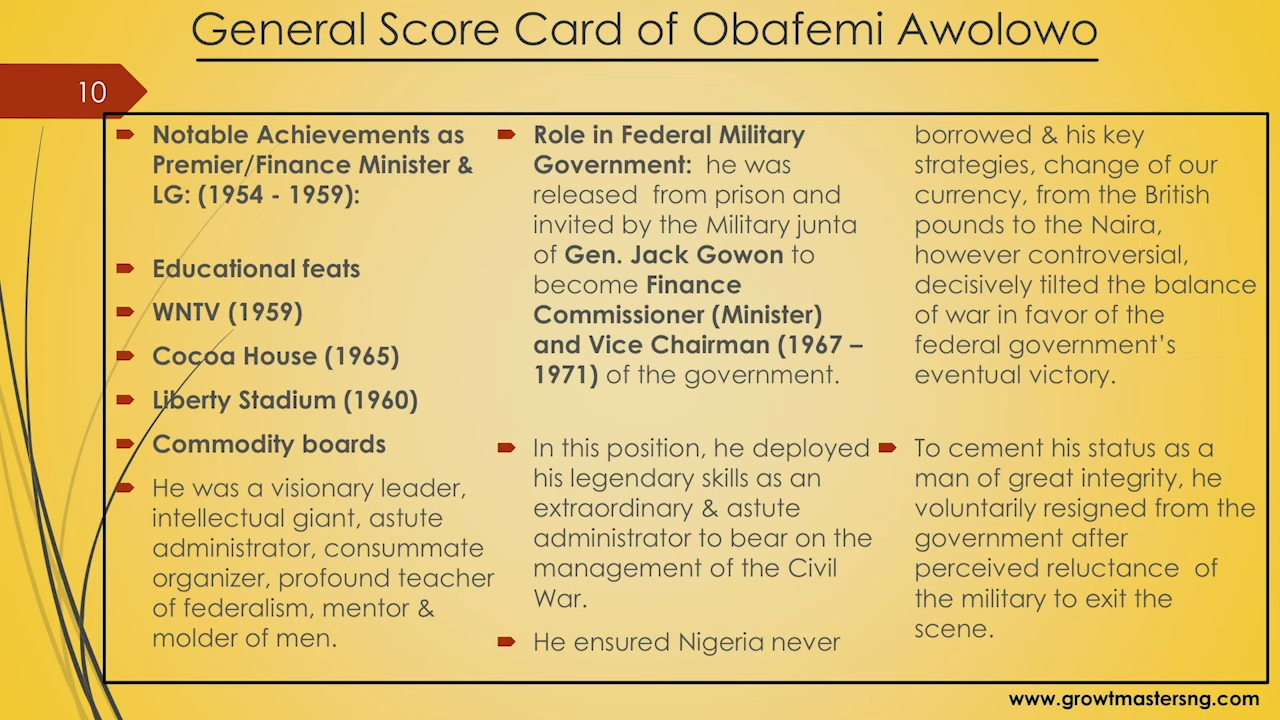 General Score Card of Obafemi Awolowo
10
Notable Achievements as
Premier/Finance Minister &
LG: (1954 - 1959):
Educational feats
WNTV (1959)
Cocoa House (1965)
Liberty Stadium (1960)
Commodity boards
He was a visionary leader,
intellectual giant, astute
administrator, consummate
organizer, profound teacher
of federalism, mentor &
molder of men.
Role in Federal Military
Government: he was
released from prison and
invited by the Military junta
of Gen. Jack Gowon to
become Finance
Commissioner (Minister)
and Vice Chairman (1967 –
1971) of the government.
In this position, he deployed
his legendary skills as an
extraordinary & astute
administrator to bear on the
management of the Civil
War.
He ensured Nigeria never
borrowed & his key
strategies, change of our
currency, from the British
pounds to the Naira,
however controversial,
decisively tilted the balance
of war in favor of the
federal government's
eventual victory.
To cement his status as a
man of great integrity, he
voluntarily resigned from the
government after
perceived reluctance of
the military to exit the
scene.
www.growtmastersng.com